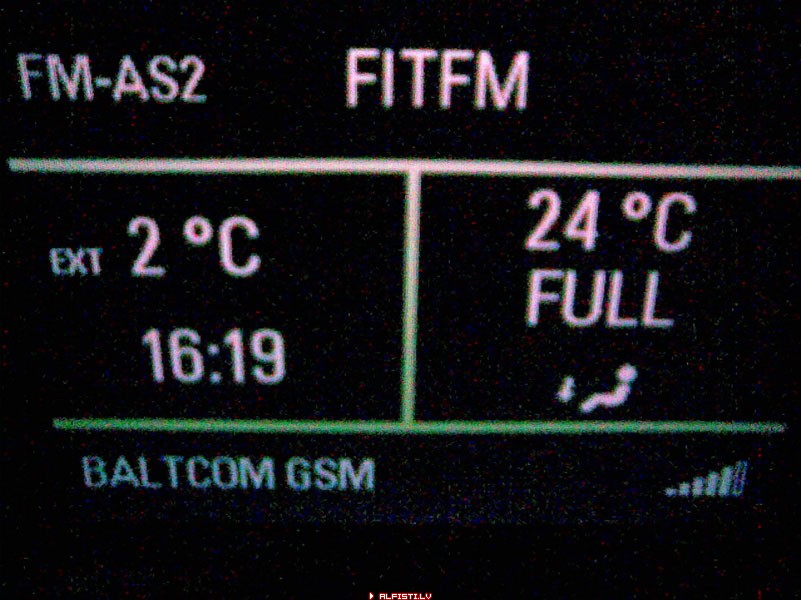 FM-AS2 FITFM
EXT 2 °C
16:19
24 °C
FULL
BALTCOM GSM
ALFISTI.LV